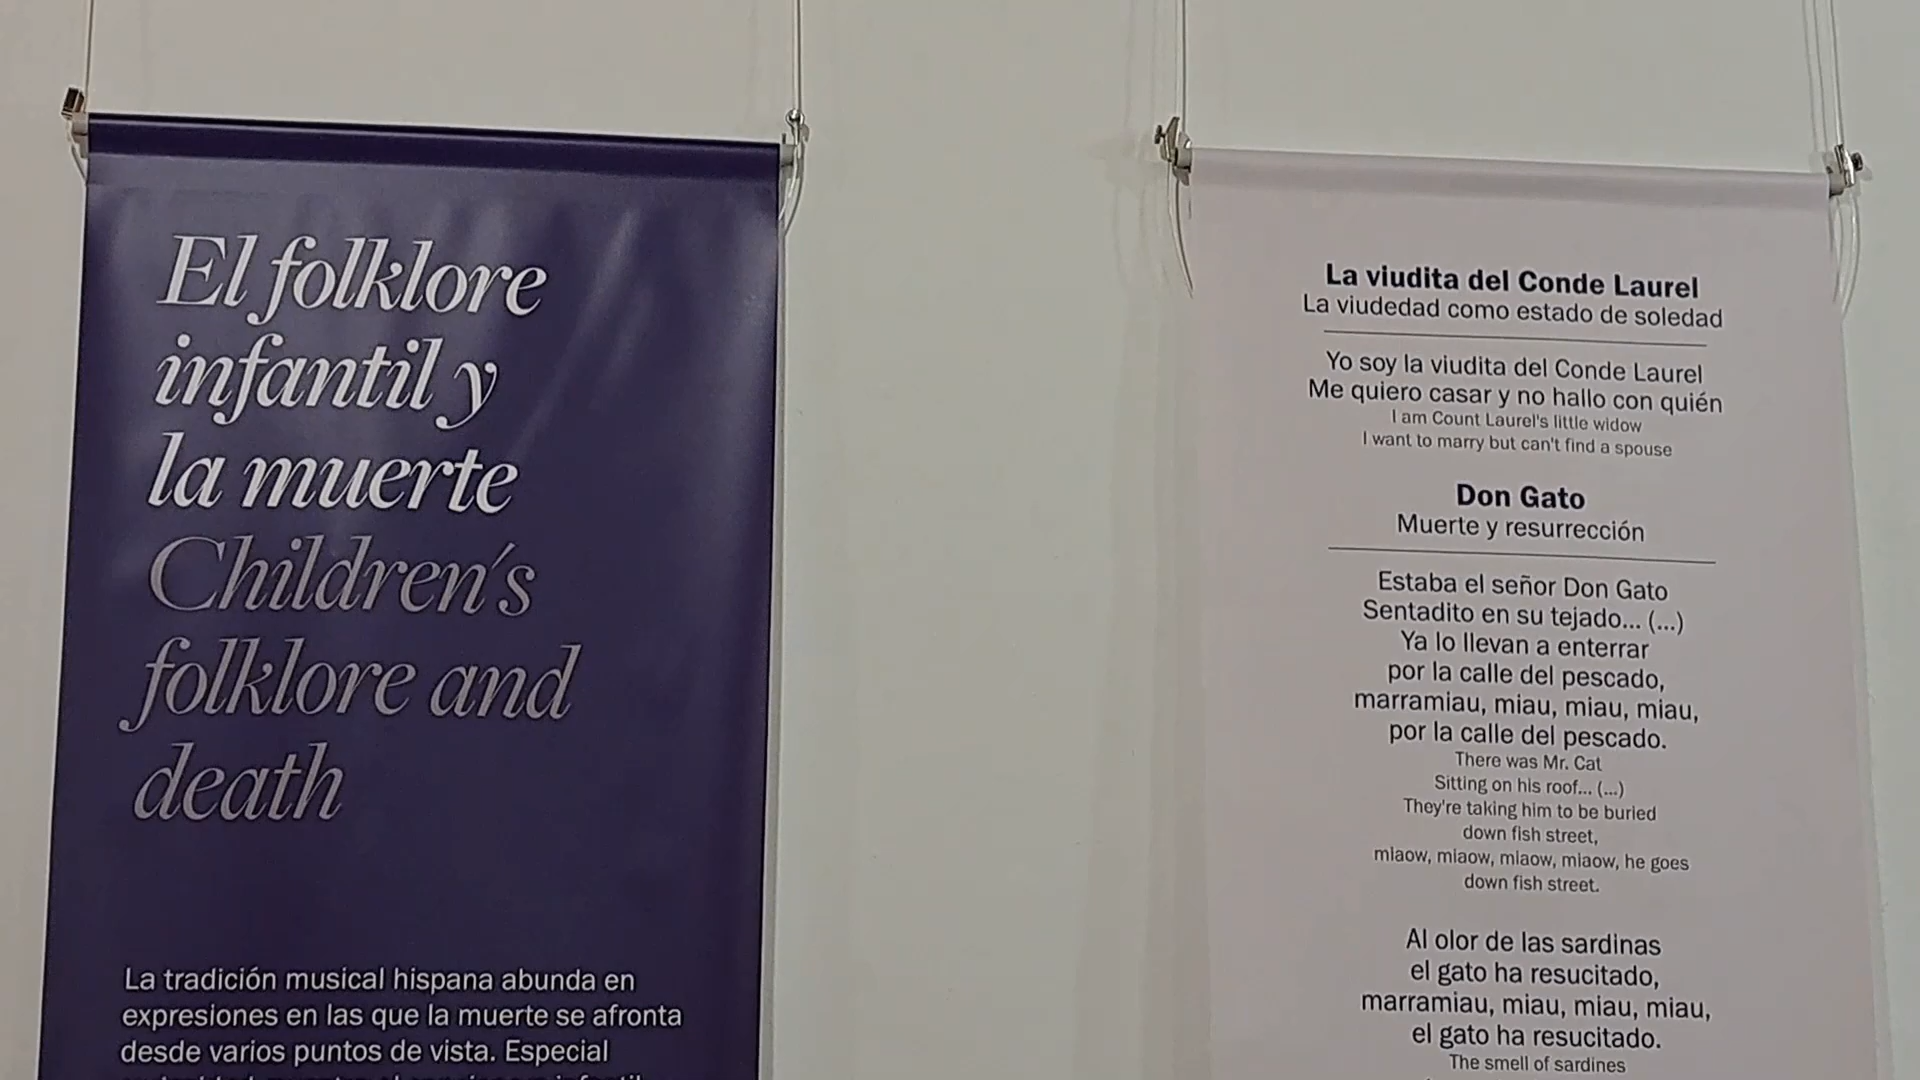 El folklore
infantil y
la muerte
Children´s
folklore and
death
La tradición musical hispana abunda en
expresiones en las que la muerte se afronta
desde varios puntos de vista. Especial
La viudita del Conde Laurel
La viudedad como estado de soledad
Yo soy la viudita del Conde Laurel
Me quiero casar y no hallo con quién
I am Count Laurel's little widow
I want to marry but can't find a spouse
Don Gato
Muerte y resurrección
Estaba el señor Don Gato
Sentadito en su tejado... (...)
Ya lo llevan a enterrar
por la calle del pescado,
marramiau, miau, miau, miau,
por la calle del pescado.
There was Mr. Cat
Sitting on his roof... (...)
They're taking him to be buried
down fish street,
miaow, miaow, miaow, miaow, he goes
down fish street.
Al olor de las sardinas
el gato ha resucitado,
marramiau, miau, miau, miau,
el gato ha resucitado.
The smell of sardines